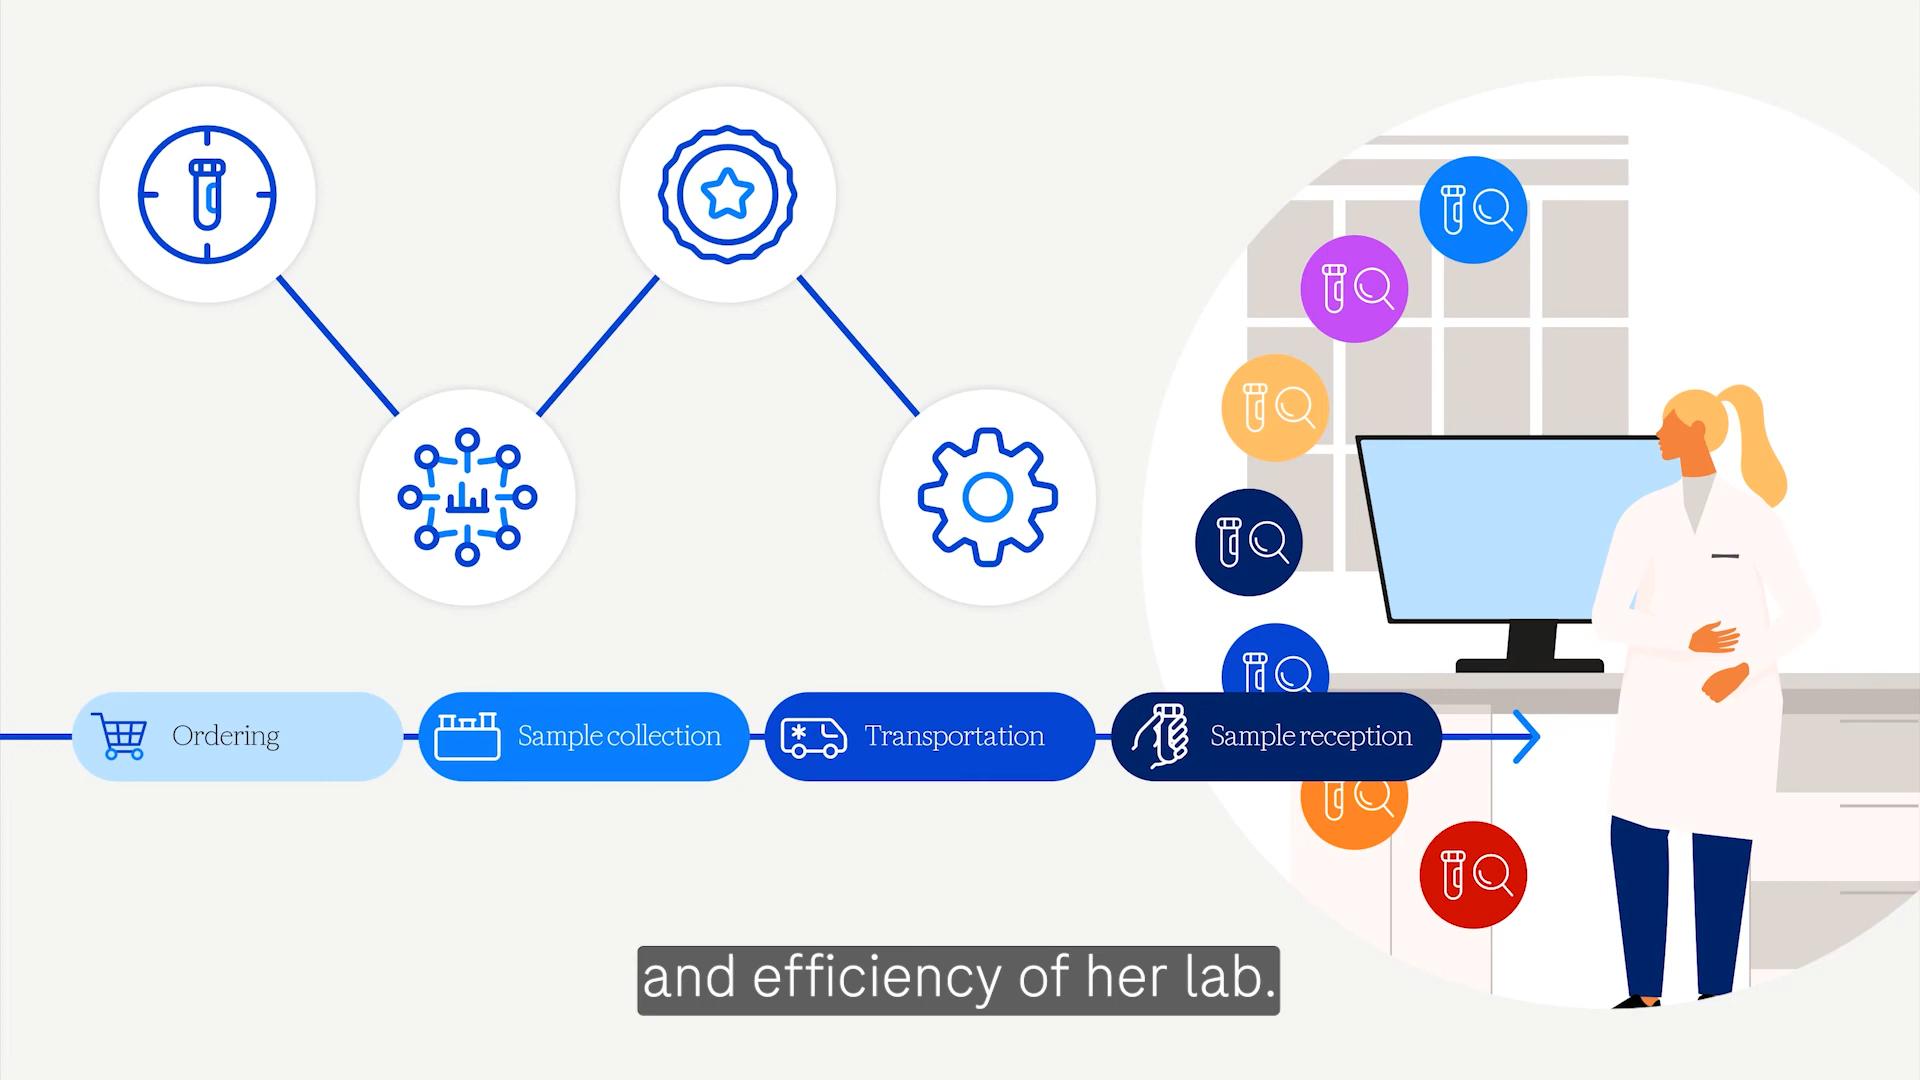 Ordering
Sample collection
Transportation
Sample reception
and efficiency of her lab.